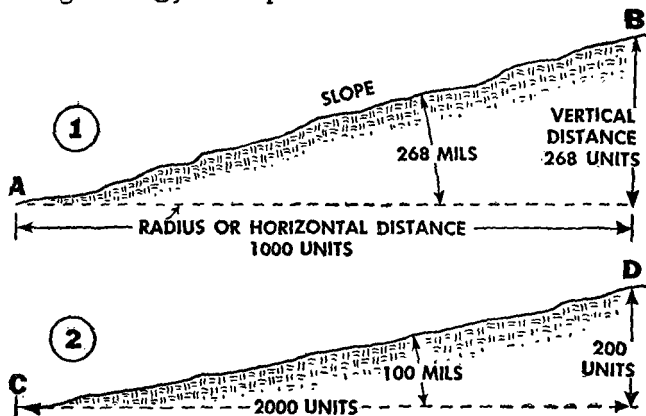 B
SLOPE
1
VERTICAL
DISTANCE
268 UNITS
268 MILS
A
RADIUS OR HORIZONTAL DISTANCE
1000 UNITS
D
2
200
UNITS
100 MILS
C
2000 UNITS